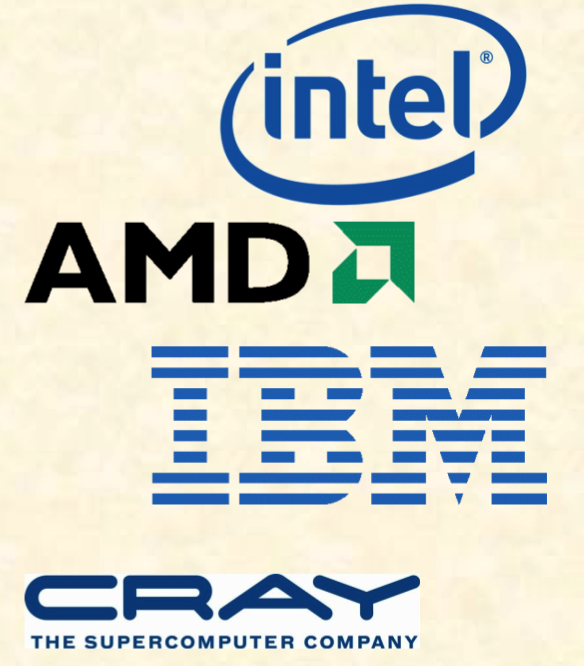 intel®
AMD
IBM
CRAY
THE SUPERCOMPUTER COMPANY